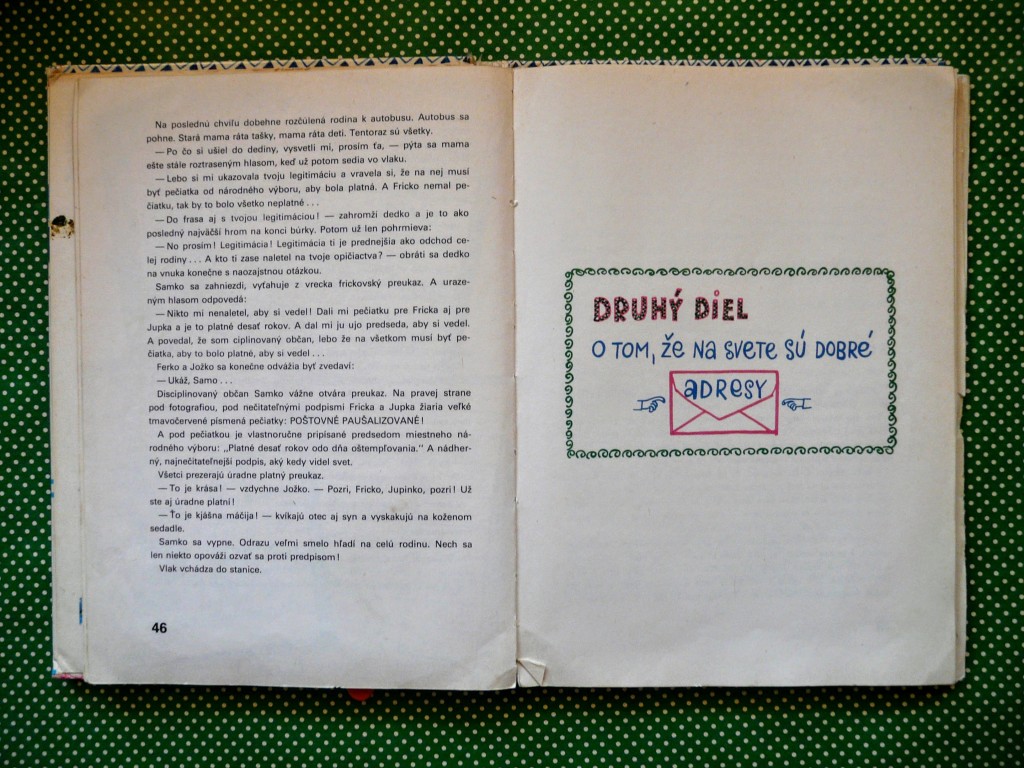 Na poslednú chvíľu dobehne rozčúlená rodina k autobusu. Autobus sa
pohne. Stará mama ráta tašky, mama ráta deti. Tentoraz sú všetky.
— Po čo si ušiel do dediny, vysvetli mi, prosím ťa, — pýta sa mama
ešte stále roztraseným hlasom, keď už potom sedia vo vlaku.
— Lebo si mi ukazovala tvoju legitimáciu a vravela si, že na nej musí
byť pečiatka od národného výboru, aby bola platná. A Fricko nemal pe-
čiatku, tak by to bolo všetko neplatné . . .
— Do frasa aj s tvojou legitimáciou! — zahromží dedko a je to ako
posledný najväčší hrom na konci búrky. Potom už len pohrmieva:
— No prosím! Legitimácia! Legitimácia ti je prednejšia ako odchod ce-
lej rodiny . . . A kto ti zase naletel na tvoje opičiactva? — obráti sa dedko
na vnuka konečne s naozajstnou otázkou.
Samko sa zahniezdi, vyťahuje z vrecka frickovský preukaz. A uraze-
ným hlasom odpovedá:
— Nikto mi nenaletel, aby si vedel! Dali mi pečiatku pre Fricka aj pre
Jupka a je to platné desať rokov. A dal mi ju ujo predseda, aby si vedel.
A povedal, že som ciplinovaný občan, lebo že na všetkom musí byť pe-
čiatka, aby to bolo platné, aby si vedel . . .
Ferko a Jožko sa konečne odvážia byť zvedaví:
— Ukáž, Samo . . .
Disciplinovaný občan Samko vážne otvára preukaz. Na pravej strane
pod fotografiou, pod nečitateľnými podpismi Fricka a Jupka žiaria veľké
tmavočervené písmená pečiatky: POŠTOVNÉ PAUŠALIZOVANÉ!
A pod pečiatkou je vlastnoručne pripísané predsedom miestneho ná-
rodného výboru: „Platné desať rokov odo dňa oštempľovania.“ A nádher-
ný, najnečitateľnejší podpis, aký kedy videl svet.
Všetci prezerajú úradne platný preukaz.
— To je krása! — vzdychne Jožko. — Pozri, Fricko, Jupinko, pozri! Už
ste aj úradne platní!
— Ťo je kjášna máčija! — kvíkajú otec aj syn a vyskakujú na koženom
sedadle.
Samko sa vypne. Odrazu veľmi smelo hľadí na celú rodinu. Nech sa
len niekto opováži ozvať sa proti predpisom!
Vlak vchádza do stanice.
46
DRUHÝ DIEL
O TOM, ŽE NA SVETE SÚ DOBRÉ
ADRESY